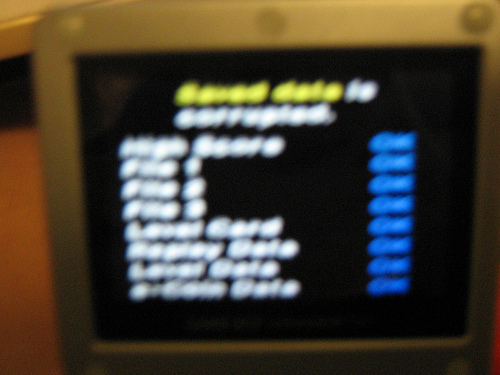 Saved data is
corrupted.
High Score OK
File 1 OK
File 2 OK
File 3 OK
Level Card OK
Replay Data OK
Level Data OK
e-Coin Data OK